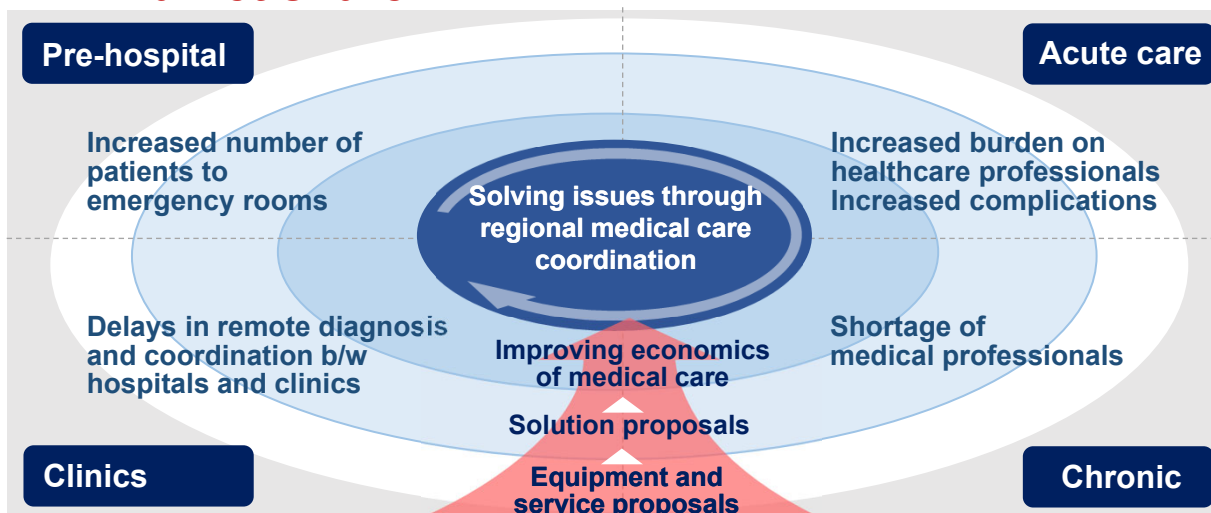 Pre-hospital
Acute care
Increased number of
patients to
emergency rooms
Increased burden on
healthcare professionals
Increased complications
Solving issues through
regional medical care
coordination
Delays in remote diagnosis
and coordination b/w
hospitals and clinics
Shortage of
medical professionals
Improving economics
of medical care
Solution proposals
Equipment and
service proposals
Clinics
Chronic